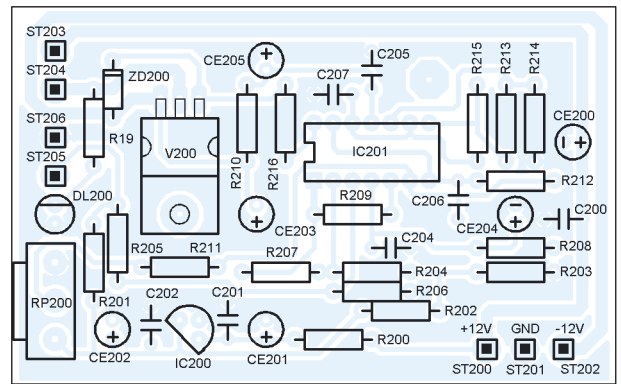 ST203
ST204
ZD200
ST206
R19
ST205
DL200
V200
CE205
C207
C205
R210
R216
IC201
R215
R213
R214
CE200
R212
R209
C206
CE204
C200
CE203
R205
R211
R207
C204
R204
R208
R203
R206
R202
RP200
R201
C202
C201
CE202
IC200
CE201
R200
+12V
GND
-12V
ST200
ST201
ST202